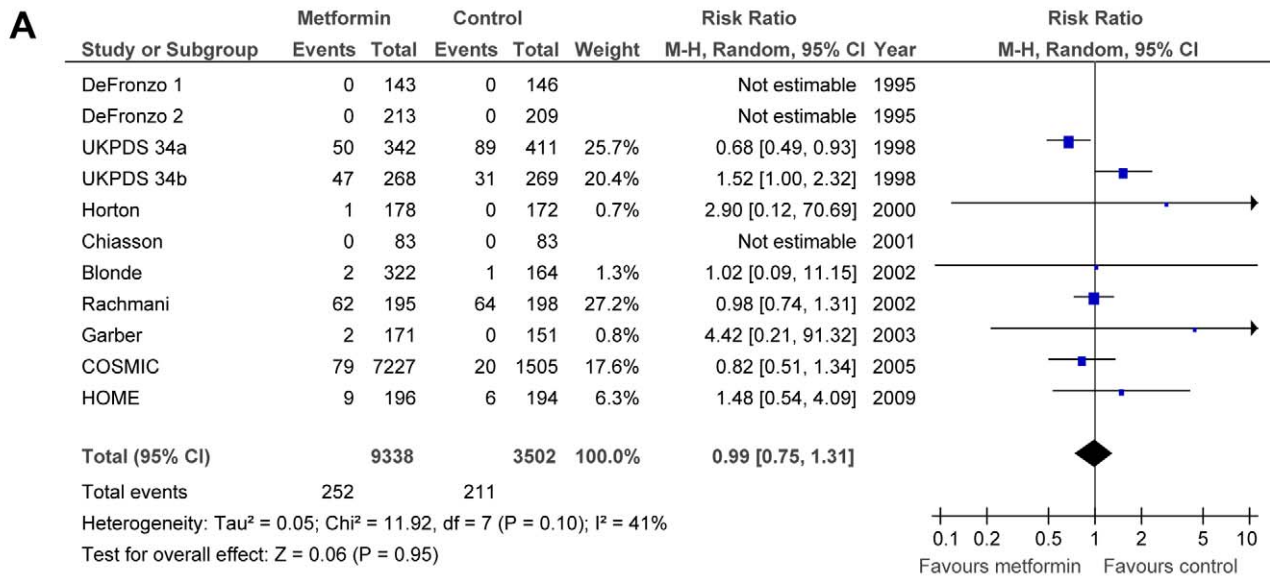 A
Metformin Control Risk Ratio Risk Ratio
Study or Subgroup Events Total Events Total Weight M-H, Random, 95% CI Year M-H, Random, 95% CI
DeFronzo 1 0 143 0 146 Not estimable 1995
DeFronzo 2 0 213 0 209 Not estimable 1995
UKPDS 34a 50 342 89 411 25.7% 0.68 [0.49, 0.93] 1998
UKPDS 34b 47 268 31 269 20.4% 1.52 [1.00, 2.32] 1998
Horton 1 178 0 172 0.7% 2.90 [0.12, 70.69] 2000
Chiasson 0 83 0 83 Not estimable 2001
Blonde 2 322 1 164 1.3% 1.02 [0.09, 11.15] 2002
Rachmani 62 195 64 198 27.2% 0.98 [0.74, 1.31] 2002
Garber 2 171 0 151 0.8% 4.42 [0.21, 91.32] 2003
COSMIC 79 7227 20 1505 17.6% 0.82 [0.51, 1.34] 2005
HOME 9 196 6 194 6.3% 1.48 [0.54, 4.09] 2009
Total (95% CI) 9338 3502 100.0% 0.99 [0.75, 1.31]
Total events 252 211
Heterogeneity: Tau² = 0.05; Chi² = 11.92, df = 7 (P = 0.10); I² = 41%
Test for overall effect: Z = 0.06 (P = 0.95)
0.1 0.2 0.5 1 2 5 10
Favours metformin Favours control